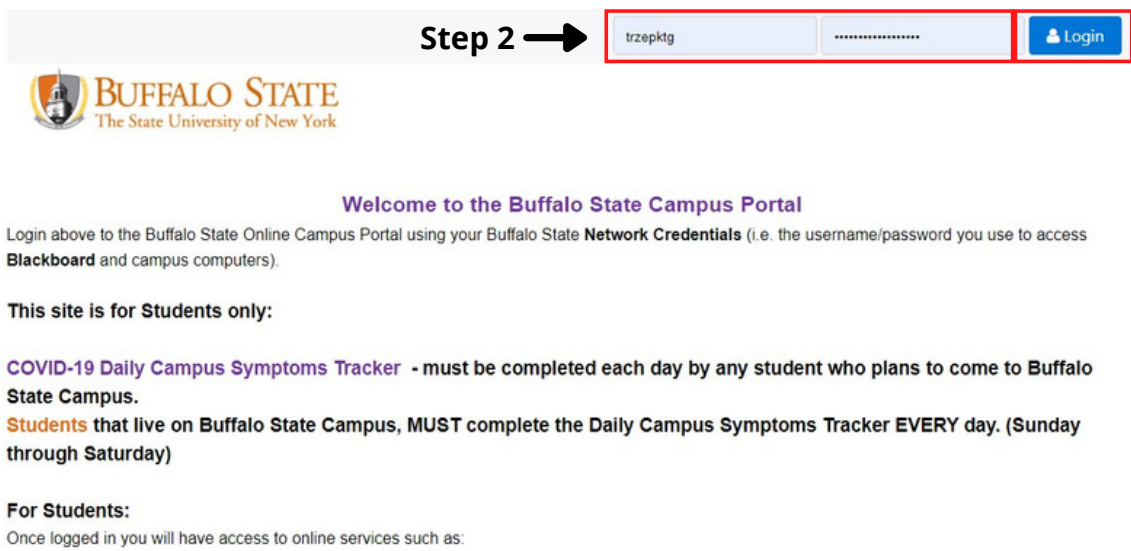 Step 2
trzepktg
Login
BUFFALO STATE
The State University of New York
Welcome to the Buffalo State Campus Portal
Login above to the Buffalo State Online Campus Portal using your Buffalo State Network Credentials (i.e. the username/password you use to access
Blackboard and campus computers).
This site is for Students only:
COVID-19 Daily Campus Symptoms Tracker - must be completed each day by any student who plans to come to Buffalo
State Campus.
Students that live on Buffalo State Campus, MUST complete the Daily Campus Symptoms Tracker EVERY day. (Sunday
through Saturday)
For Students:
Once logged in you will have access to online services such as: